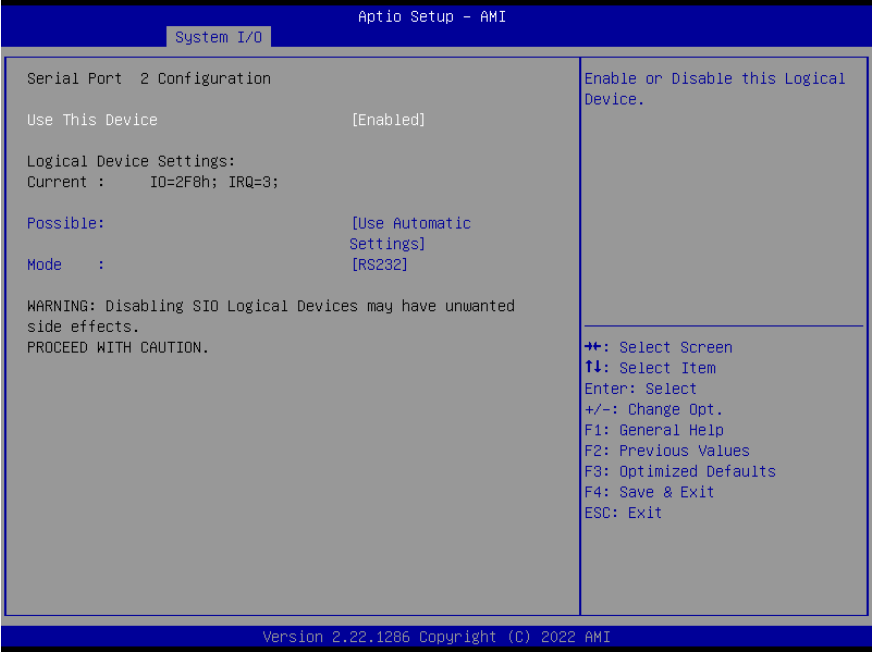 Aptio Setup – AMI
System I/O
Serial Port  2 Configuration
Use This Device [Enabled]
Logical Device Settings:
Current : IO=2F8h; IRQ=3;
Possible: [Use Automatic
Settings]
Mode : [RS232]
WARNING: Disabling SIO Logical Devices may have unwanted
side effects.
PROCEED WITH CAUTION.
Enable or Disable this Logical
Device.
→←: Select Screen
↑↓: Select Item
Enter: Select
+/-: Change Opt.
F1: General Help
F2: Previous Values
F3: Optimized Defaults
F4: Save & Exit
ESC: Exit
Version 2.22.1286 Copyright (C) 2022 AMI